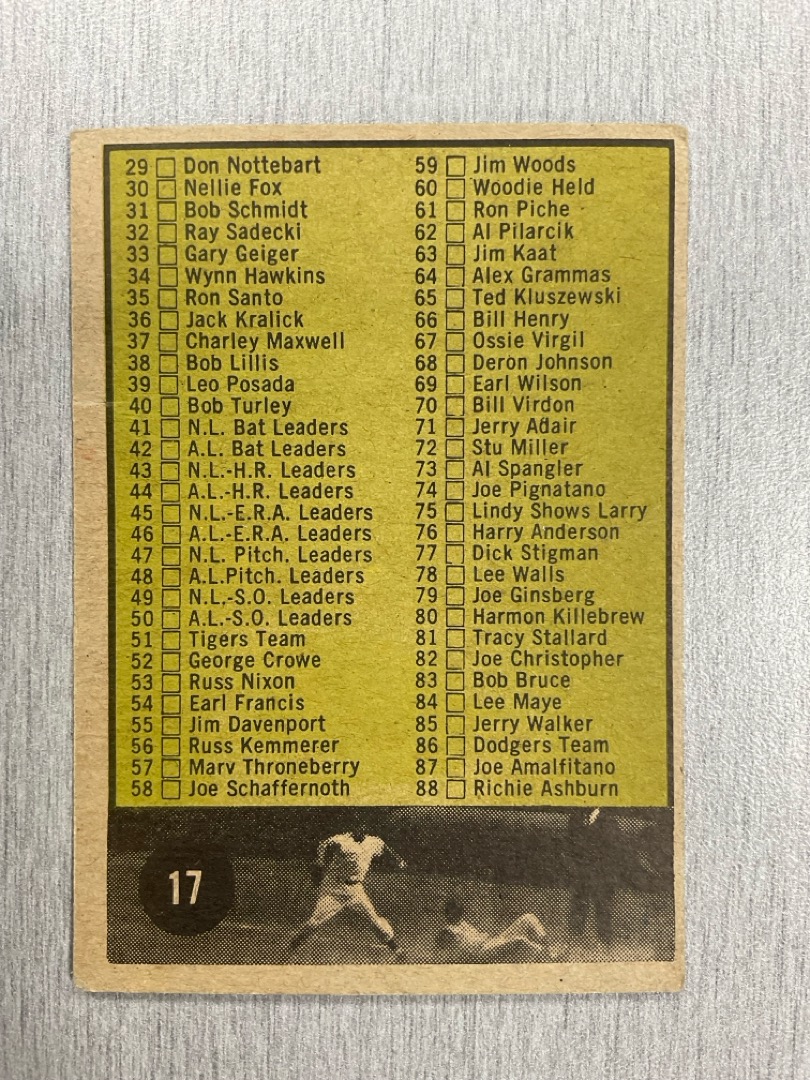 29 Don Nottebart
30 Nellie Fox
31 Bob Schmidt
32 Ray Sadecki
33 Gary Geiger
34 Wynn Hawkins
35 Ron Santo
36 Jack Kralick
37 Charley Maxwell
38 Bob Lillis
39 Leo Posada
40 Bob Turley
41 N.L. Bat Leaders
42 A.L. Bat Leaders
43 N.L.-H.R. Leaders
44 A.L.-H.R. Leaders
45 N.L.-E.R.A. Leaders
46 A.L.-E.R.A. Leaders
47 N.L. Pitch. Leaders
48 A.L.Pitch. Leaders
49 N.L.-S.O. Leaders
50 A.L.-S.O. Leaders
51 Tigers Team
52 George Crowe
53 Russ Nixon
54 Earl Francis
55 Jim Davenport
56 Russ Kemmerer
57 Marv Throneberry
58 Joe Schaffernoth
59 Jim Woods
60 Woodie Held
61 Ron Piche
62 Al Pilarcik
63 Jim Kaat
64 Alex Grammas
65 Ted Kluszewski
66 Bill Henry
67 Ossie Virgil
68 Deron Johnson
69 Earl Wilson
70 Bill Virdon
71 Jerry Adair
72 Stu Miller
73 Al Spangler
74 Joe Pignatano
75 Lindy Shows Larry
76 Harry Anderson
77 Dick Stigman
78 Lee Walls
79 Joe Ginsberg
80 Harmon Killebrew
81 Tracy Stallard
82 Joe Christopher
83 Bob Bruce
84 Lee Maye
85 Jerry Walker
86 Dodgers Team
87 Joe Amalfitano
88 Richie Ashburn
17